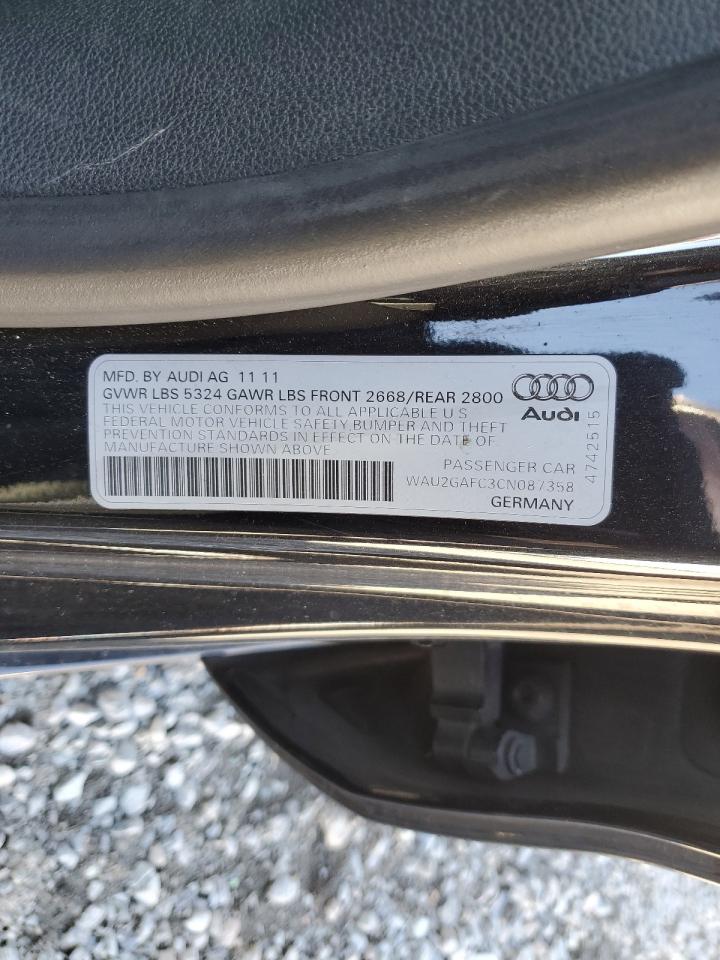 MFD. BY AUDI AG 11 11
GVWR LBS 5324 GAWR LBS FRONT 2668/REAR 2800
THIS VEHICLE CONFORMS TO ALL APPLICABLE U S
FEDERAL MOTOR VEHICLE SAFETY,BUMPER AND THEFT
PREVENTION STANDARDS IN EFFECT ON THE DATE OF
MANUFACTURE SHOWN ABOVE
Audi
4742515
PASSENGER CAR
WAU2GAFC3CN087358
GERMANY